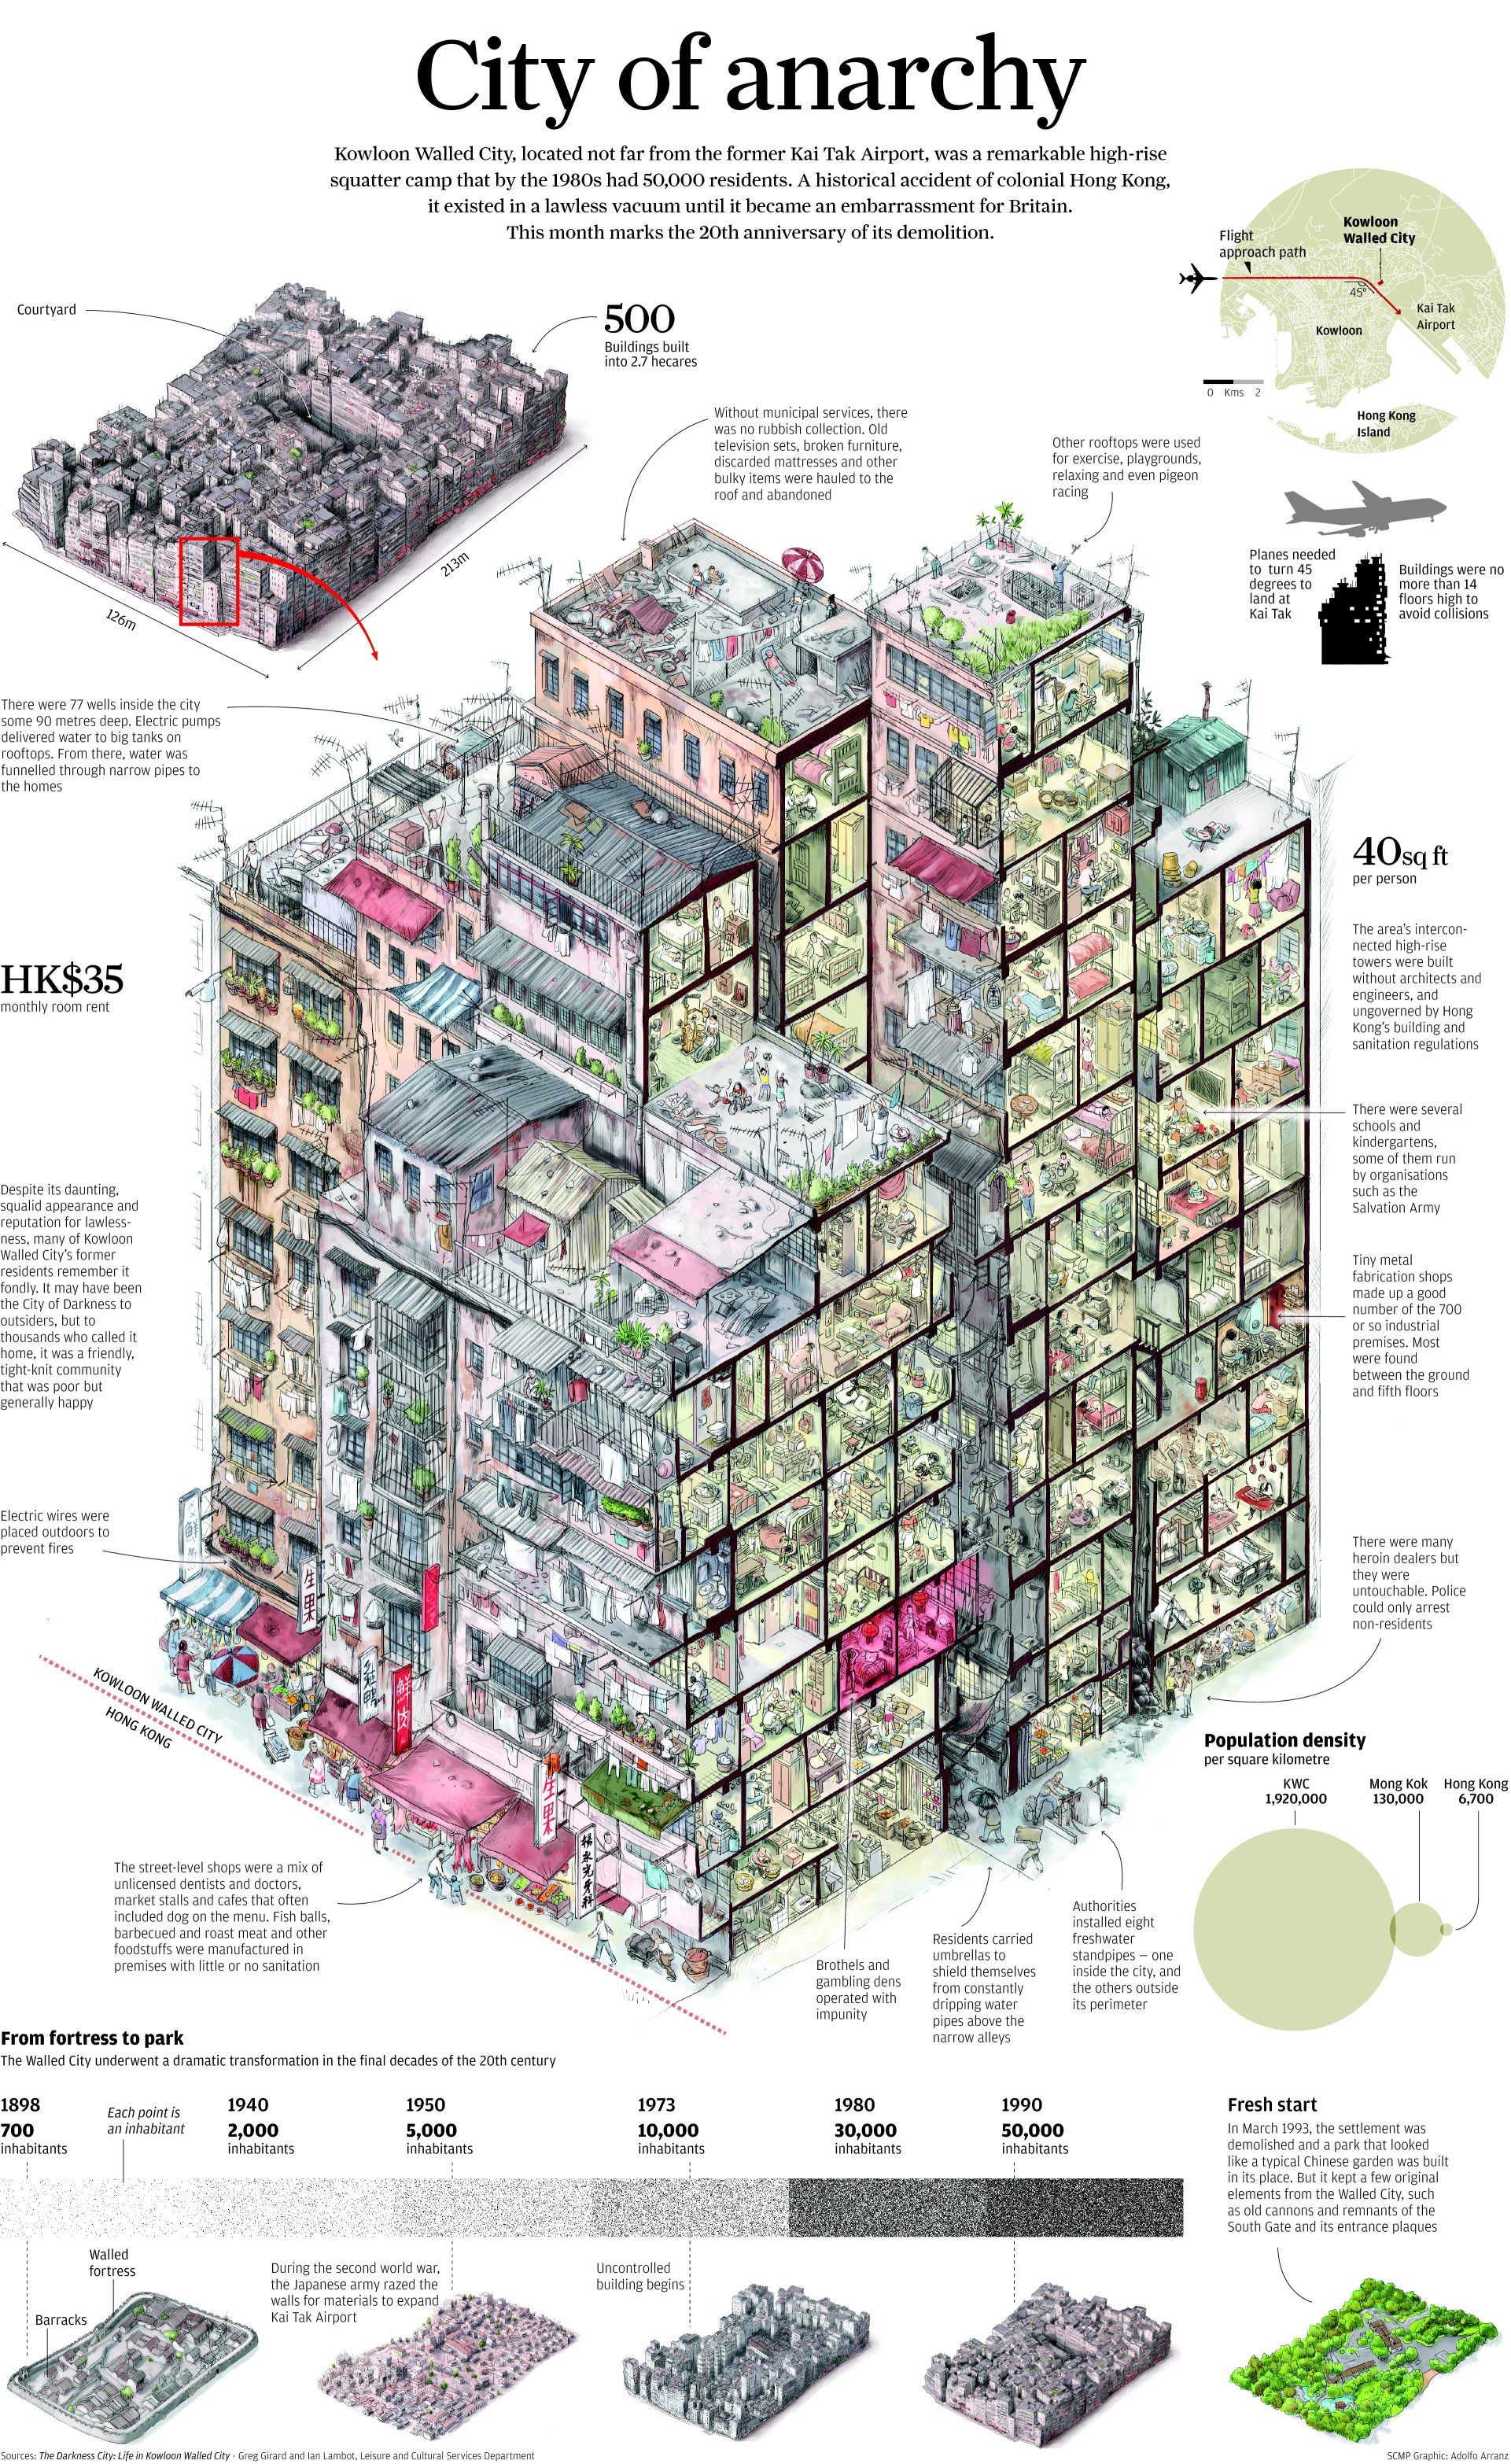 City of anarchy
Kowloon Walled City, located not far from the former Kai Tak Airport, was a remarkable high-rise
squatter camp that by the 1980s had 50,000 residents. A historical accident of colonial Hong Kong,
it existed in a lawless vacuum until it became an embarrassment for Britain.
This month marks the 20th anniversary of its demolition.
Flight
approach path
Kowloon
Walled City
45°
Kai Tak
Airport
Kowloon
0 Kms 2
Hong Kong
Island
Courtyard
500
Buildings built
into 2.7 hecares
126m
213m
Without municipal services, there
was no rubbish collection. Old
television sets, broken furniture,
discarded mattresses and other
bulky items were hauled to the
roof and abandoned
Other rooftops were used
for exercise, playgrounds,
relaxing and even pigeon
racing
Planes needed
to turn 45
degrees to
land at
Kai Tak
Buildings were no
more than 14
floors high to
avoid collisions
There were 77 wells inside the city
some 90 metres deep. Electric pumps
delivered water to big tanks on
rooftops. From there, water was
funnelled through narrow pipes to
the homes
40sq ft
per person
The area's intercon-
nected high-rise
towers were built
without architects and
engineers, and
ungoverned by Hong
Kong's building and
sanitation regulations
HK$35
monthly room rent
There were several
schools and
kindergartens,
some of them run
by organisations
such as the
Salvation Army
Despite its daunting,
squalid appearance and
reputation for lawless-
ness, many of Kowloon
Walled City's former
residents remember it
fondly. It may have been
the City of Darkness to
outsiders, but to
thousands who called it
home, it was a friendly,
tight-knit community
that was poor but
generally happy
Tiny metal
fabrication shops
made up a good
number of the 700
or so industrial
premises. Most
were found
between the ground
and fifth floors
Electric wires were
placed outdoors to
prevent fires
There were many
heroin dealers but
they were
untouchable. Police
could only arrest
non-residents
生果
鮮肉
生果
KOWLOON WALLED CITY
HONG KONG
The street-level shops were a mix of
unlicensed dentists and doctors,
market stalls and cafes that often
included dog on the menu. Fish balls,
barbecued and roast meat and other
foodstuffs were manufactured in
premises with little or no sanitation
Brothels and
gambling dens
operated with
impunity
Residents carried
umbrellas to
shield themselves
from constantly
dripping water
pipes above the
narrow alleys
Authorities
installed eight
freshwater
standpipes – one
inside the city, and
the others outside
its perimeter
Population density
per square kilometre
KWC
1,920,000
Mong Kok
130,000
Hong Kong
6,700
From fortress to park
The Walled City underwent a dramatic transformation in the final decades of the 20th century
1898
700
inhabitants
Each point is
an inhabitant
1940
2,000
inhabitants
1950
5,000
inhabitants
1973
10,000
inhabitants
1980
30,000
inhabitants
1990
50,000
inhabitants
Fresh start
In March 1993, the settlement was
demolished and a park that looked
like a typical Chinese garden was built
in its place. But it kept a few original
elements from the Walled City, such
as old cannons and remnants of the
South Gate and its entrance plaques
Walled
fortress
Barracks
During the second world war,
the Japanese army razed the
walls for materials to expand
Kai Tak Airport
Uncontrolled
building begins
Sources: The Darkness City: Life in Kowloon Walled City - Greg Girard and Ian Lambot, Leisure and Cultural Services Department
SCMP Graphic: Adolfo Arranz